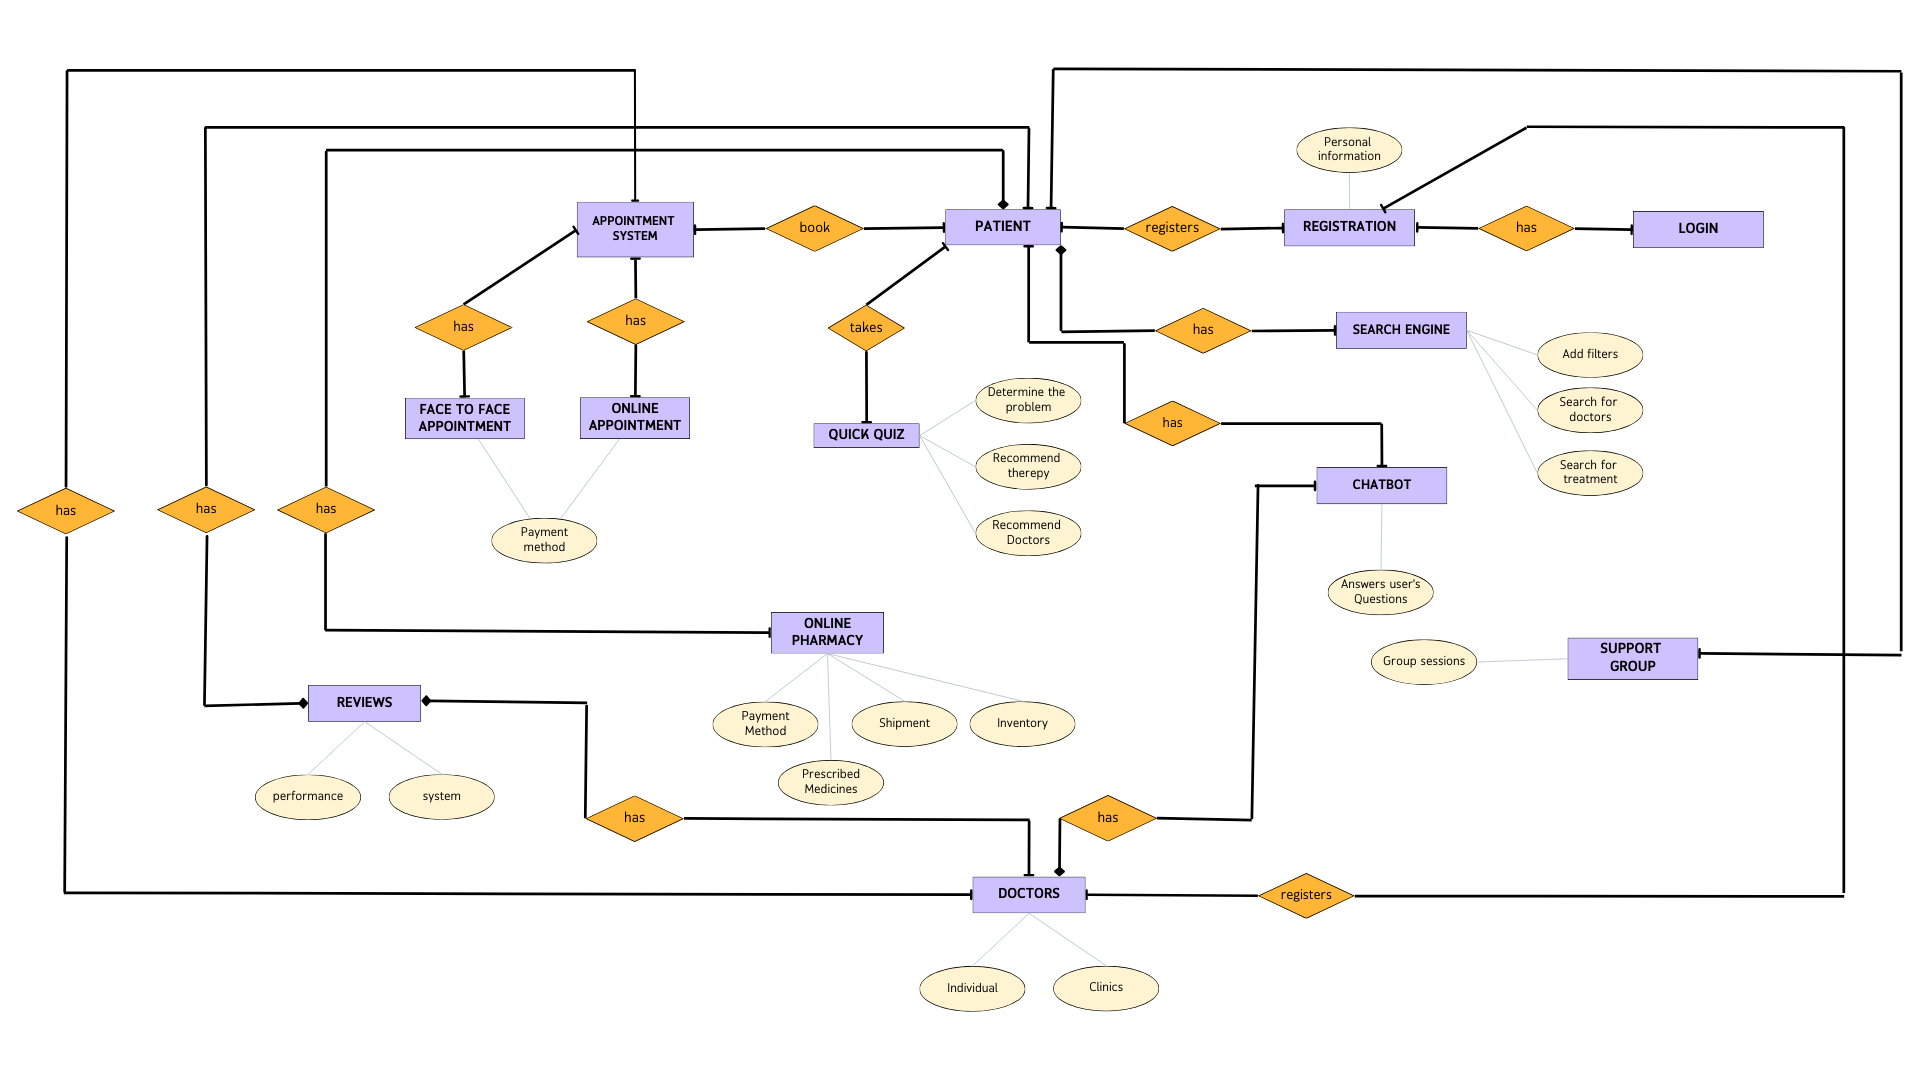 Personal
information
APPOINTMENT
SYSTEM
book
PATIENT
registers
REGISTRATION
has
LOGIN
has
has
takes
has
SEARCH ENGINE
Add filters
FACE TO FACE
APPOINTMENT
ONLINE
APPOINTMENT
QUICK QUIZ
Determine the
problem
has
Search for
doctors
Recommend
therepy
Search for
treatment
CHATBOT
has
has
has
Payment
method
Recommend
Doctors
Answers user's
Questions
ONLINE
PHARMACY
Group sessions
SUPPORT
GROUP
REVIEWS
Payment
Method
Shipment
Inventory
Prescribed
Medicines
performance
system
has
has
DOCTORS
registers
Individual
Clinics